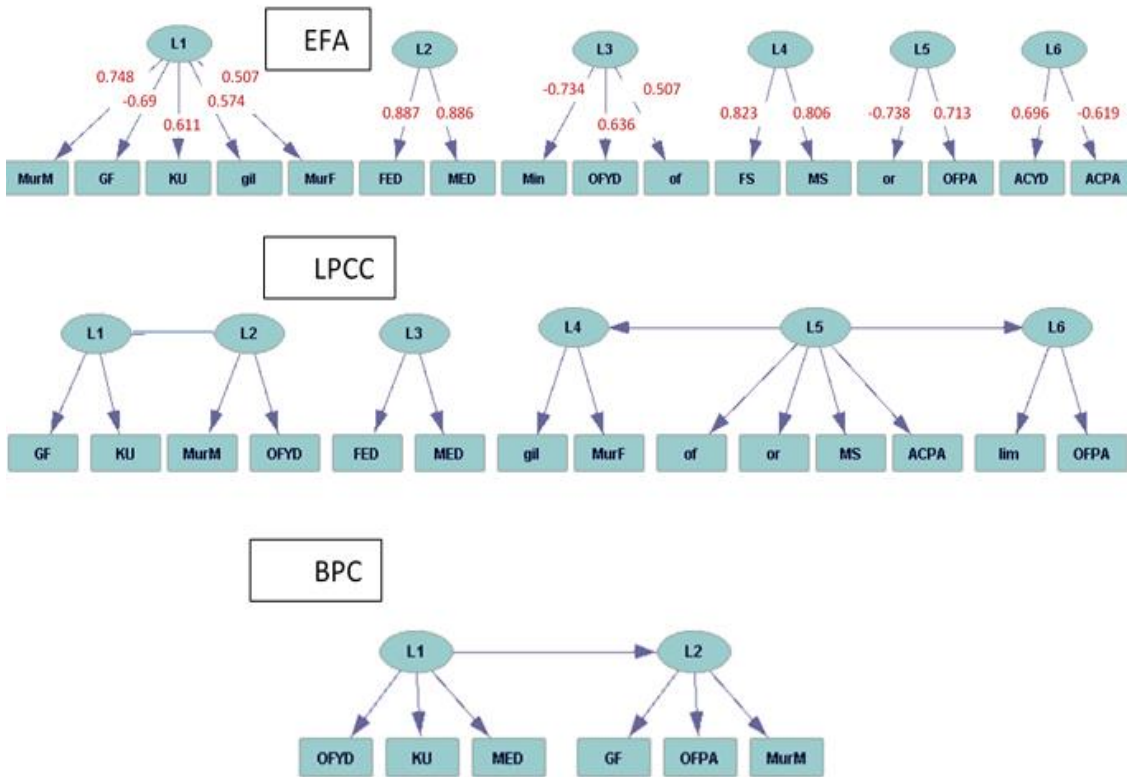 EFA
L1 L2 L3 L4 L5 L6
0.748 0.507 -0.734 0.507
-0.69 0.574 0.887 0.886 0.636 0.823 0.806 -0.738 0.713 0.696 -0.619
0.611
MurM GF KU gil MurF FED MED Min OFYD of FS MS or OFPA ACYD ACPA
LPCC
L1 L2 L3 L4 L5 L6
GF KU MurM OFYD FED MED gil MurF of or MS ACPA lim OFPA
BPC
L1 L2
OFYD KU MED GF OFPA MurM